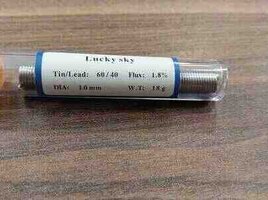 Lucky sky
Tin/Lead: 60/40 Flux: 1.8%
DIA: 1.0 mm W.T: 18 g